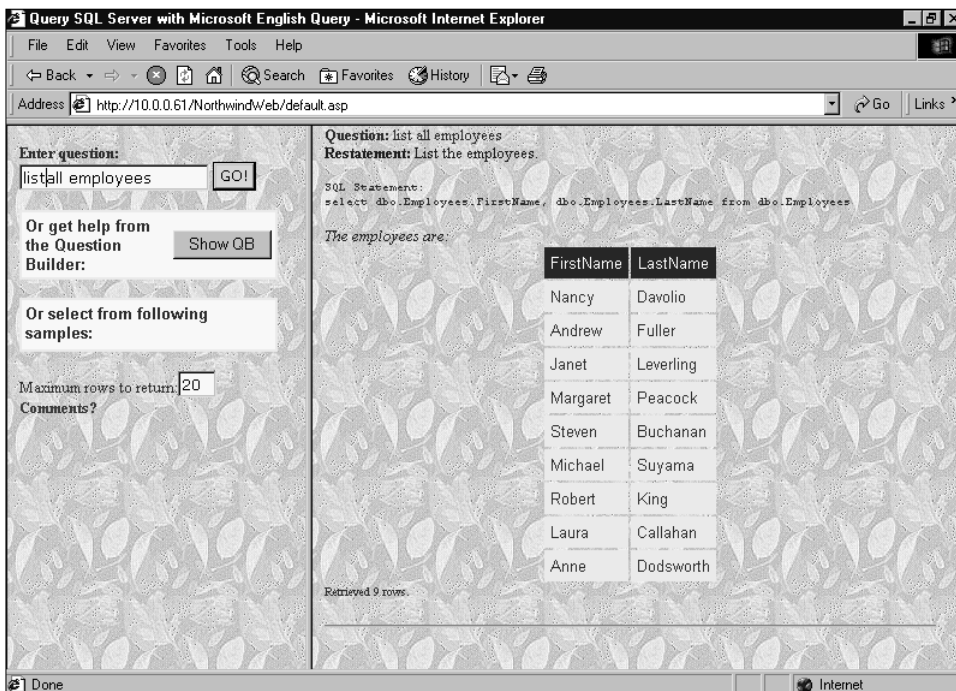 Query SQL Server with Microsoft English Query - Microsoft Internet Explorer
File Edit View Favorites Tools Help
Back Search Favorites History
Address http://10.0.0.61/NorthwindWeb/default.asp Go Links
Enter question:
list all employees GO!
Or get help from
the Question
Builder:
Show QB
Or select from following
samples:
Maximum rows to return: 20
Comments?
Question: list all employees
Restatement: List the employees.
SQL Statement:
select dbo.Employees.FirstName, dbo.Employees.LastName from dbo.Employees
The employees are:
FirstName LastName
Nancy Davolio
Andrew Fuller
Janet Leverling
Margaret Peacock
Steven Buchanan
Michael Suyama
Robert King
Laura Callahan
Anne Dodsworth
Retrieved 9 rows.
Done Internet